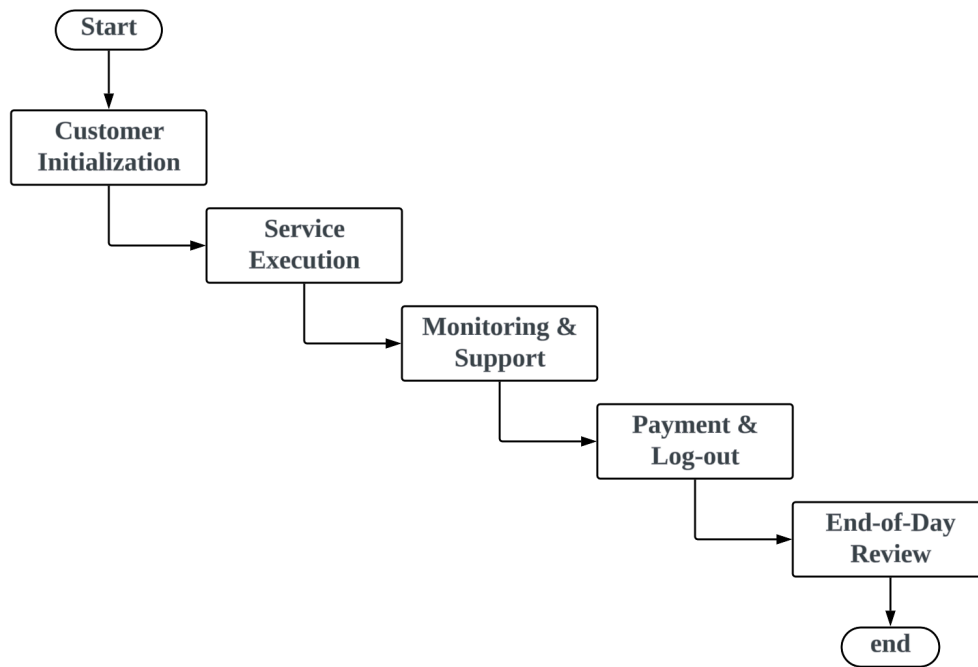 Start
Customer
Initialization
Service
Execution
Monitoring &
Support
Payment &
Log-out
End-of-Day
Review
end